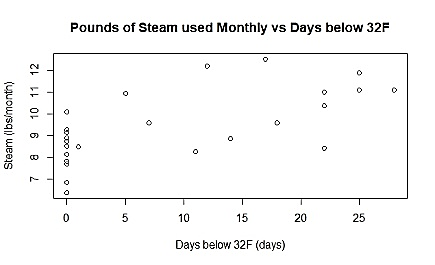 Pounds of Steam used Monthly vs Days below 32F
Steam (lbs/month)
12
11
10
9
8
7
0 5 10 15 20 25
Days below 32F (days)